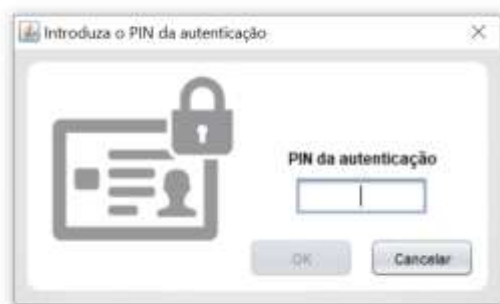 Introduza o PIN da autenticação
PIN da autenticação
OK
Cancelar